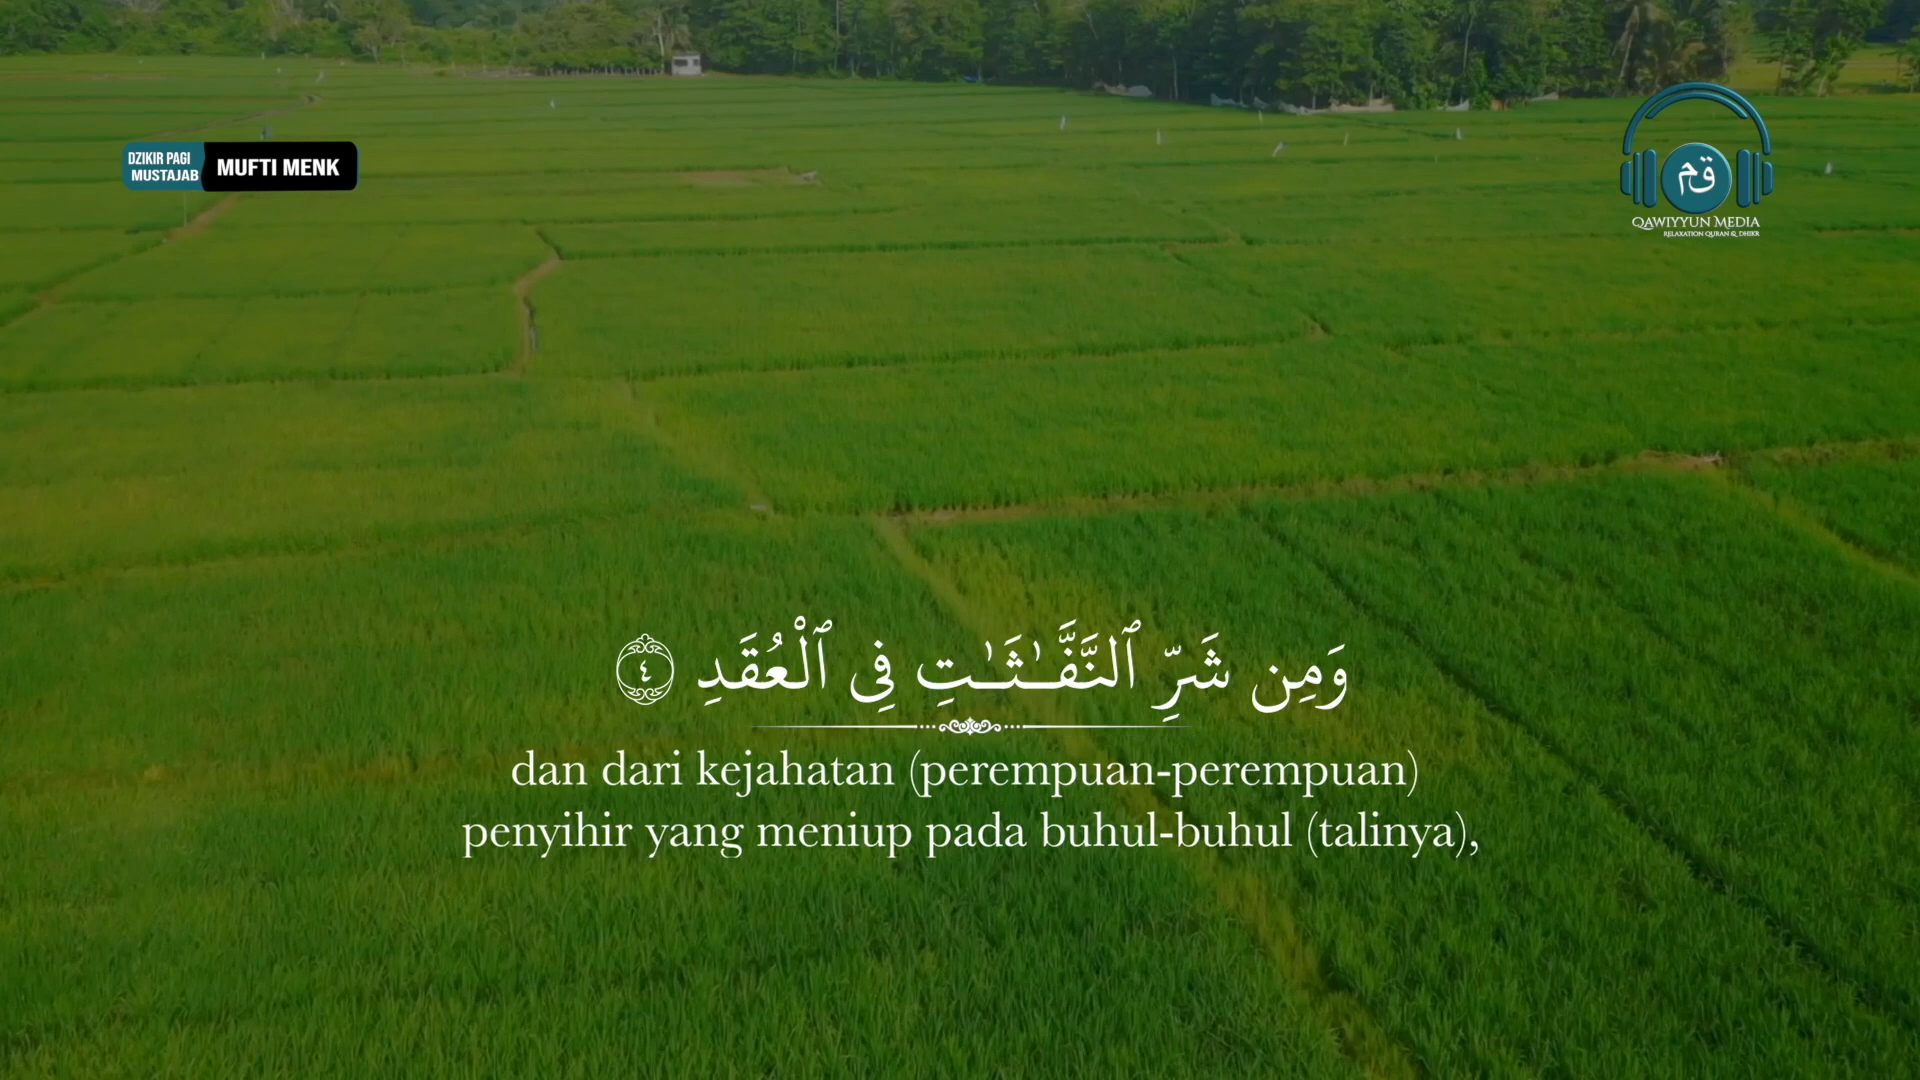 DZIKIR PAGI
MUSTAJAB
MUFTI MENK
قم
QAWIYYUN MEDIA
RELAXATION QURAN & DHIKR
وَمِن شَرِّ ٱلنَّفَّـٰثَـٰتِ فِى ٱلْعُقَدِ ٤
dan dari kejahatan (perempuan-perempuan)
penyihir yang meniup pada buhul-buhul (talinya),